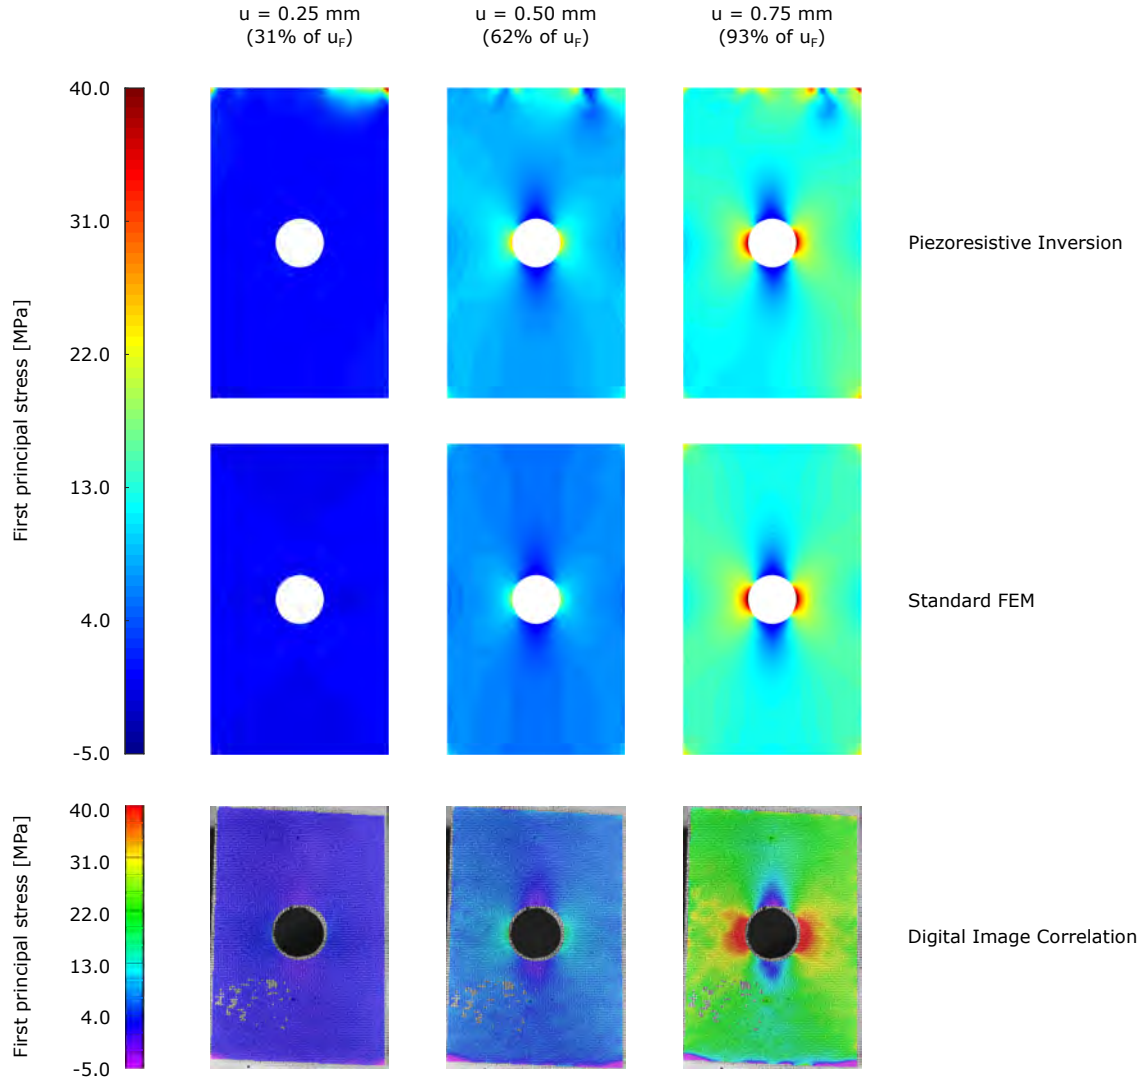 u = 0.25 mm
(31% of uF)
u = 0.50 mm
(62% of uF)
u = 0.75 mm
(93% of uF)
First principal stress [MPa]
40.0
31.0
22.0
13.0
4.0
-5.0
Piezoresistive Inversion
Standard FEM
First principal stress [MPa]
40.0
31.0
22.0
13.0
4.0
-5.0
Digital Image Correlation